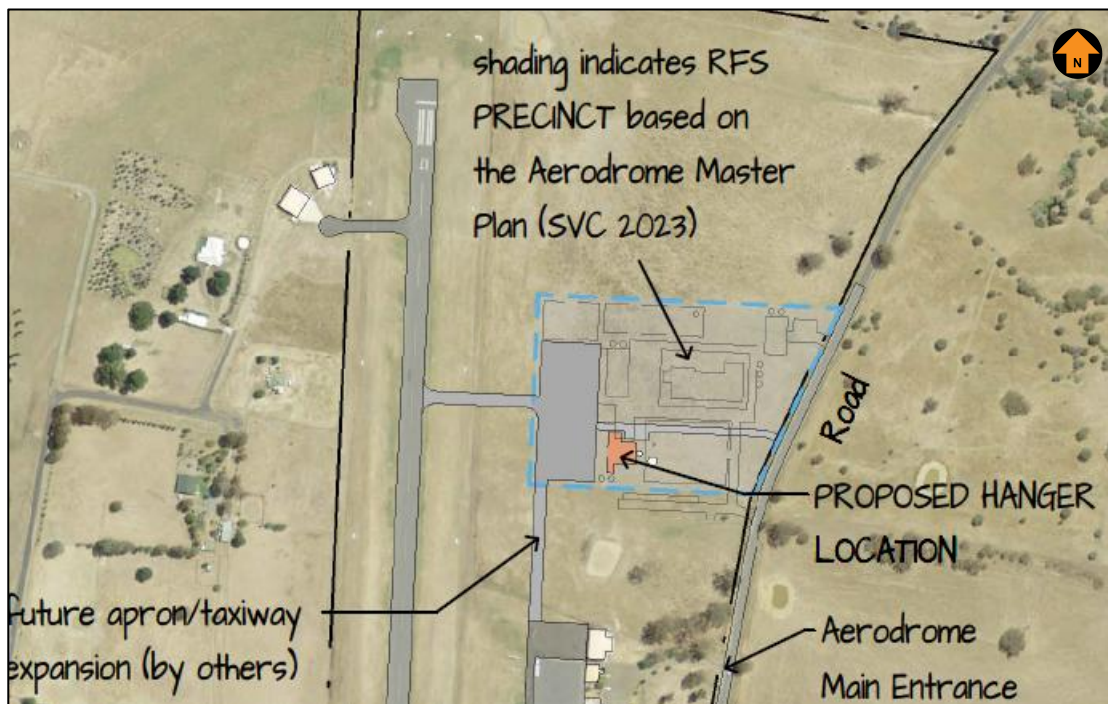 shading indicates RFS
PRECINCT based on
the Aerodrome Master
Plan (SVC 2023)
N
Road
PROPOSED HANGER
LOCATION
future apron/taxiway
expansion (by others)
Aerodrome
Main Entrance